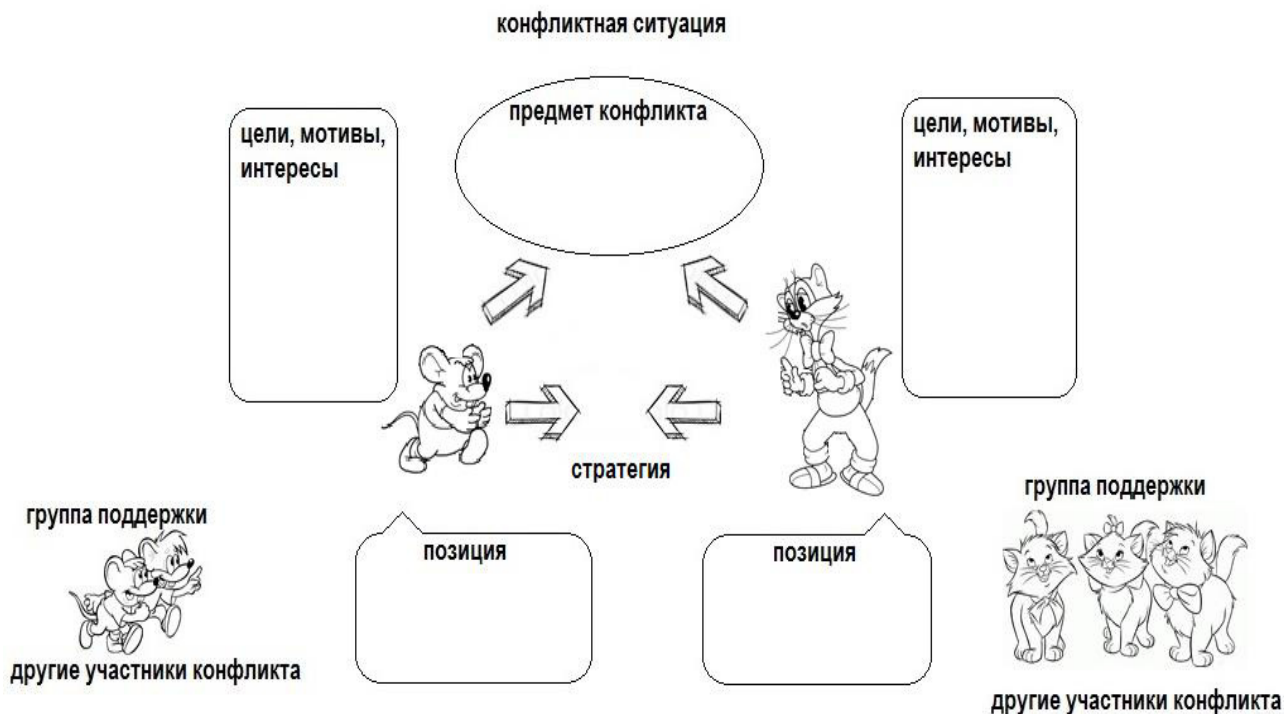 конфликтная ситуация
предмет конфликта
цели, мотивы,
интересы
цели, мотивы,
интересы
стратегия
группа поддержки
группа поддержки
позиция
позиция
другие участники конфликта
другие участники конфликта